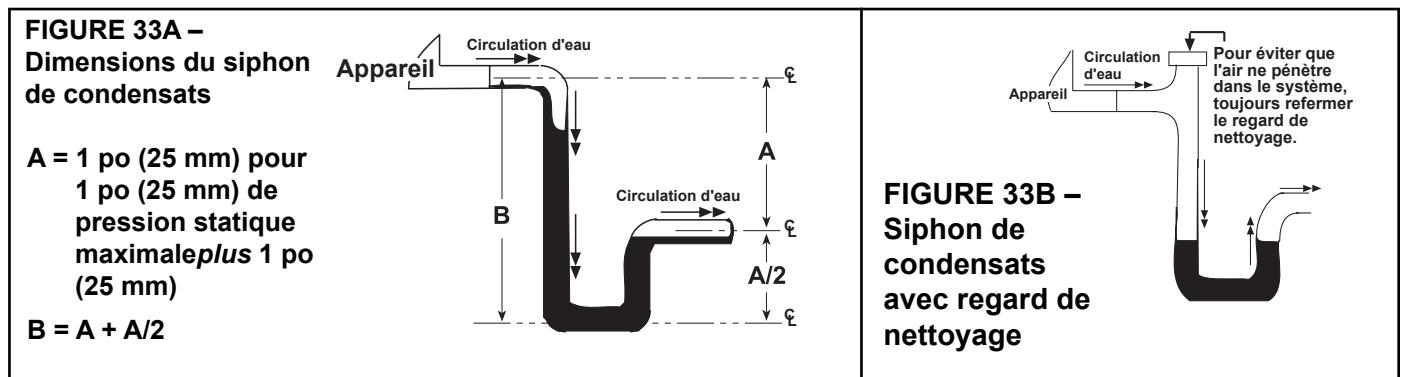 FIGURE 33A –
Dimensions du siphon
de condensats
A = 1 po (25 mm) pour
1 po (25 mm) de
pression statique
maximaleplus 1 po
(25 mm)
B = A + A/2
Appareil
Circulation d'eau
℄
A
B
Circulation d'eau
℄
A/2
℄
Circulation
d'eau
Appareil
Pour éviter que
l'air ne pénètre
dans le système,
toujours refermer
le regard de
nettoyage.
FIGURE 33B –
Siphon de
condensats
avec regard de
nettoyage